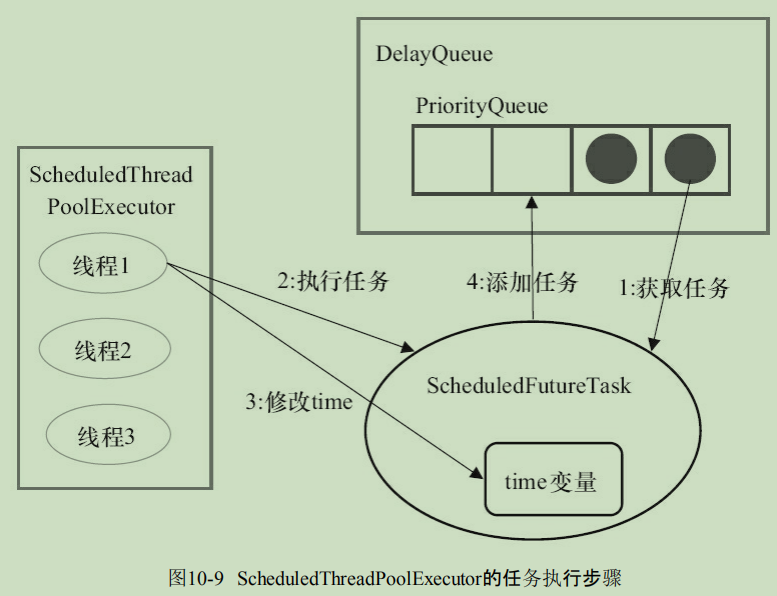 DelayQueue
PriorityQueue
ScheduledThread
PoolExecutor
线程1
线程2
线程3
2:执行任务
4:添加任务
1:获取任务
3:修改time
ScheduledFutureTask
time变量
图10-9 ScheduledThreadPoolExecutor的任务执行步骤